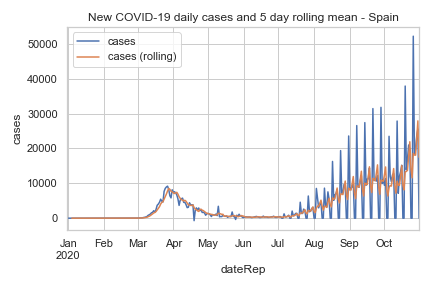 New COVID-19 daily cases and 5 day rolling mean - Spain
cases
cases (rolling)
50000
40000
30000
20000
10000
0
cases
Jan
2020
Feb
Mar
Apr
May
Jun
Jul
Aug
Sep
Oct
dateRep